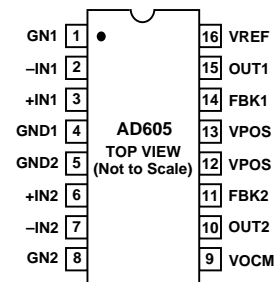 GN1 1 16 VREF
–IN1 2 15 OUT1
+IN1 3 14 FBK1
GND1 4 AD605 13 VPOS
GND2 5 TOP VIEW 12 VPOS
(Not to Scale)
+IN2 6 11 FBK2
–IN2 7 10 OUT2
GN2 8 9 VOCM